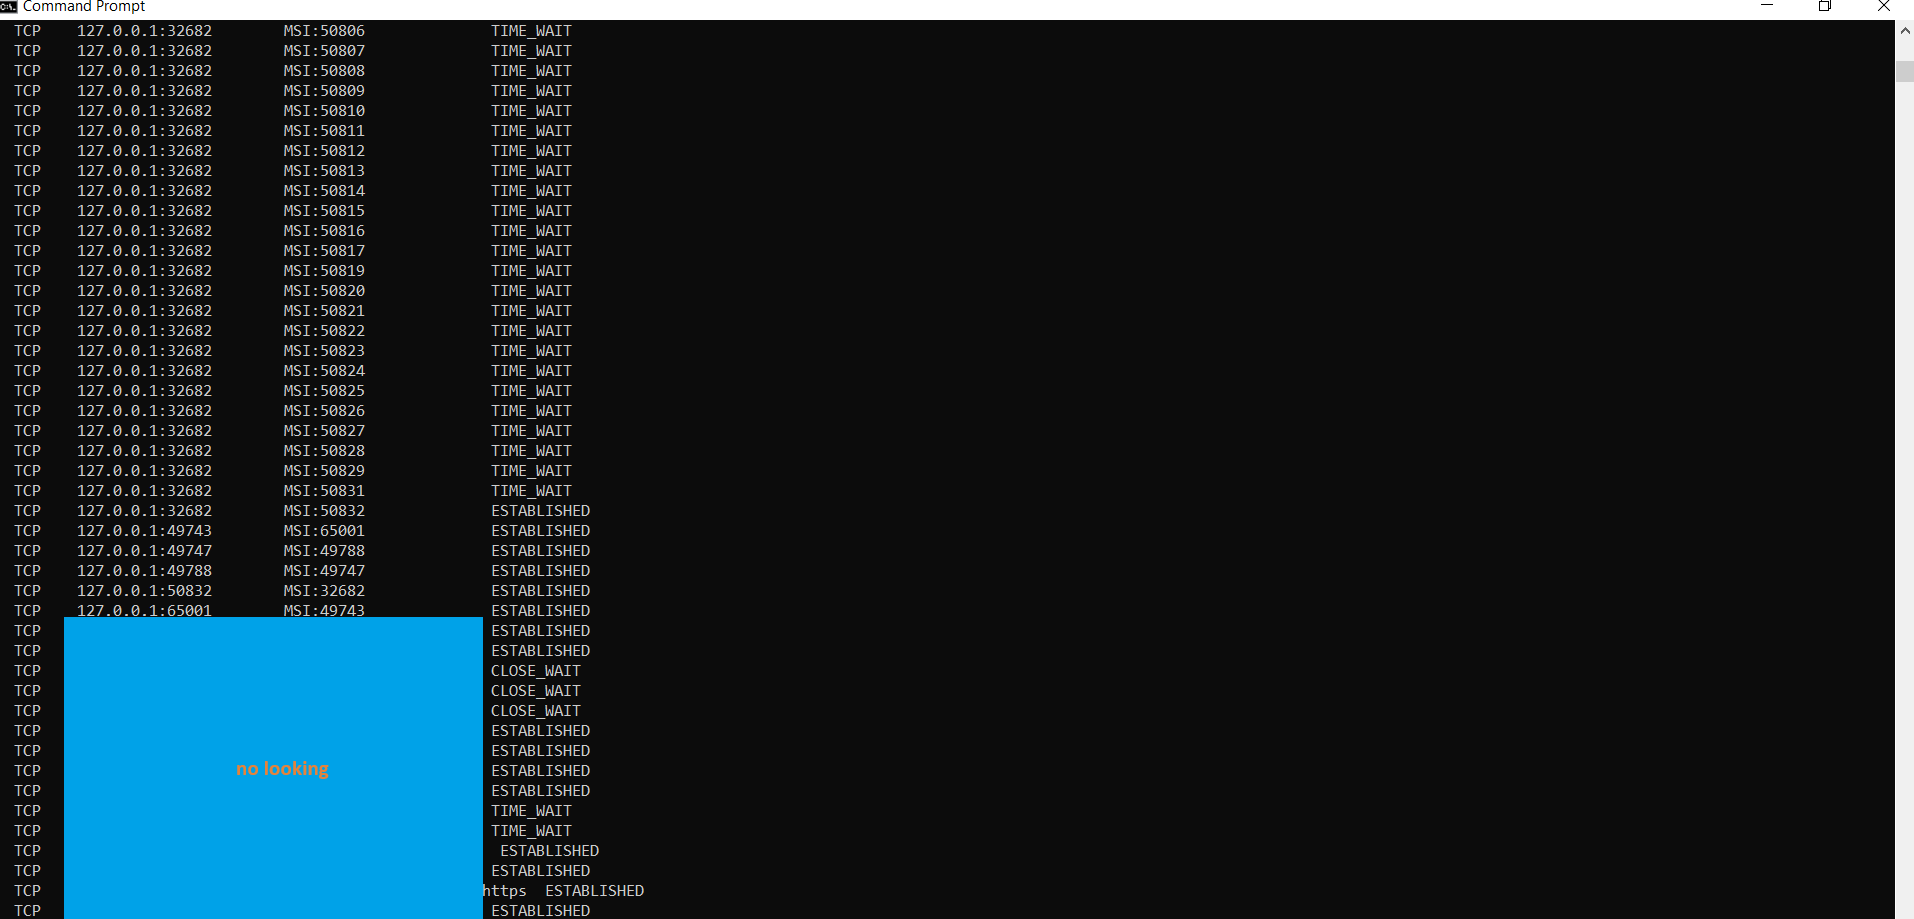 Command Prompt
TCP 127.0.0.1:32682 MSI:50806 TIME_WAIT
TCP 127.0.0.1:32682 MSI:50807 TIME_WAIT
TCP 127.0.0.1:32682 MSI:50808 TIME_WAIT
TCP 127.0.0.1:32682 MSI:50809 TIME_WAIT
TCP 127.0.0.1:32682 MSI:50810 TIME_WAIT
TCP 127.0.0.1:32682 MSI:50811 TIME_WAIT
TCP 127.0.0.1:32682 MSI:50812 TIME_WAIT
TCP 127.0.0.1:32682 MSI:50813 TIME_WAIT
TCP 127.0.0.1:32682 MSI:50814 TIME_WAIT
TCP 127.0.0.1:32682 MSI:50815 TIME_WAIT
TCP 127.0.0.1:32682 MSI:50816 TIME_WAIT
TCP 127.0.0.1:32682 MSI:50817 TIME_WAIT
TCP 127.0.0.1:32682 MSI:50819 TIME_WAIT
TCP 127.0.0.1:32682 MSI:50820 TIME_WAIT
TCP 127.0.0.1:32682 MSI:50821 TIME_WAIT
TCP 127.0.0.1:32682 MSI:50822 TIME_WAIT
TCP 127.0.0.1:32682 MSI:50823 TIME_WAIT
TCP 127.0.0.1:32682 MSI:50824 TIME_WAIT
TCP 127.0.0.1:32682 MSI:50825 TIME_WAIT
TCP 127.0.0.1:32682 MSI:50826 TIME_WAIT
TCP 127.0.0.1:32682 MSI:50827 TIME_WAIT
TCP 127.0.0.1:32682 MSI:50828 TIME_WAIT
TCP 127.0.0.1:32682 MSI:50829 TIME_WAIT
TCP 127.0.0.1:32682 MSI:50831 TIME_WAIT
TCP 127.0.0.1:32682 MSI:50832 ESTABLISHED
TCP 127.0.0.1:49743 MSI:65001 ESTABLISHED
TCP 127.0.0.1:49747 MSI:49788 ESTABLISHED
TCP 127.0.0.1:49788 MSI:49747 ESTABLISHED
TCP 127.0.0.1:50832 MSI:32682 ESTABLISHED
TCP 127.0.0.1:65001 MSI:49743 ESTABLISHED
TCP ESTABLISHED
TCP ESTABLISHED
TCP CLOSE_WAIT
TCP CLOSE_WAIT
TCP CLOSE_WAIT
TCP ESTABLISHED
TCP ESTABLISHED
no looking
TCP ESTABLISHED
TCP ESTABLISHED
TCP TIME_WAIT
TCP TIME_WAIT
TCP ESTABLISHED
TCP ESTABLISHED
TCP https ESTABLISHED
TCP ESTABLISHED